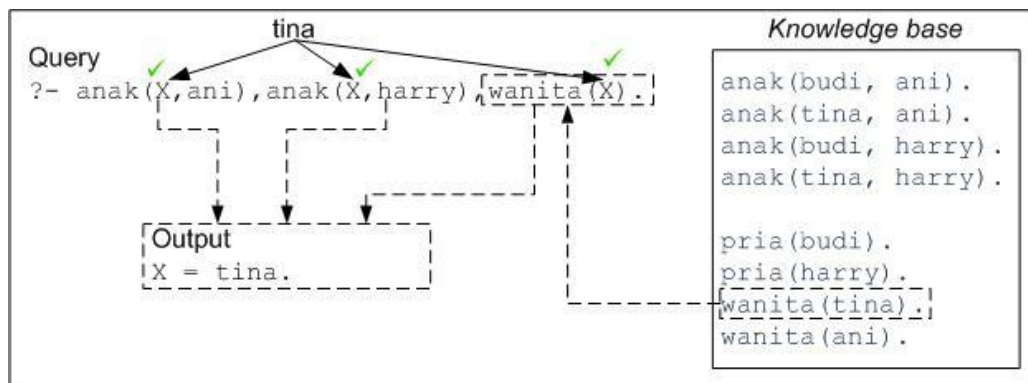 tina
Query
?- anak(X,ani),anak(X,harry),wanita(X).
Output
X = tina.
Knowledge base
anak(budi, ani).
anak(tina, ani).
anak(budi, harry).
anak(tina, harry).
pria(budi).
pria(harry).
wanita(tina).
wanita(ani).